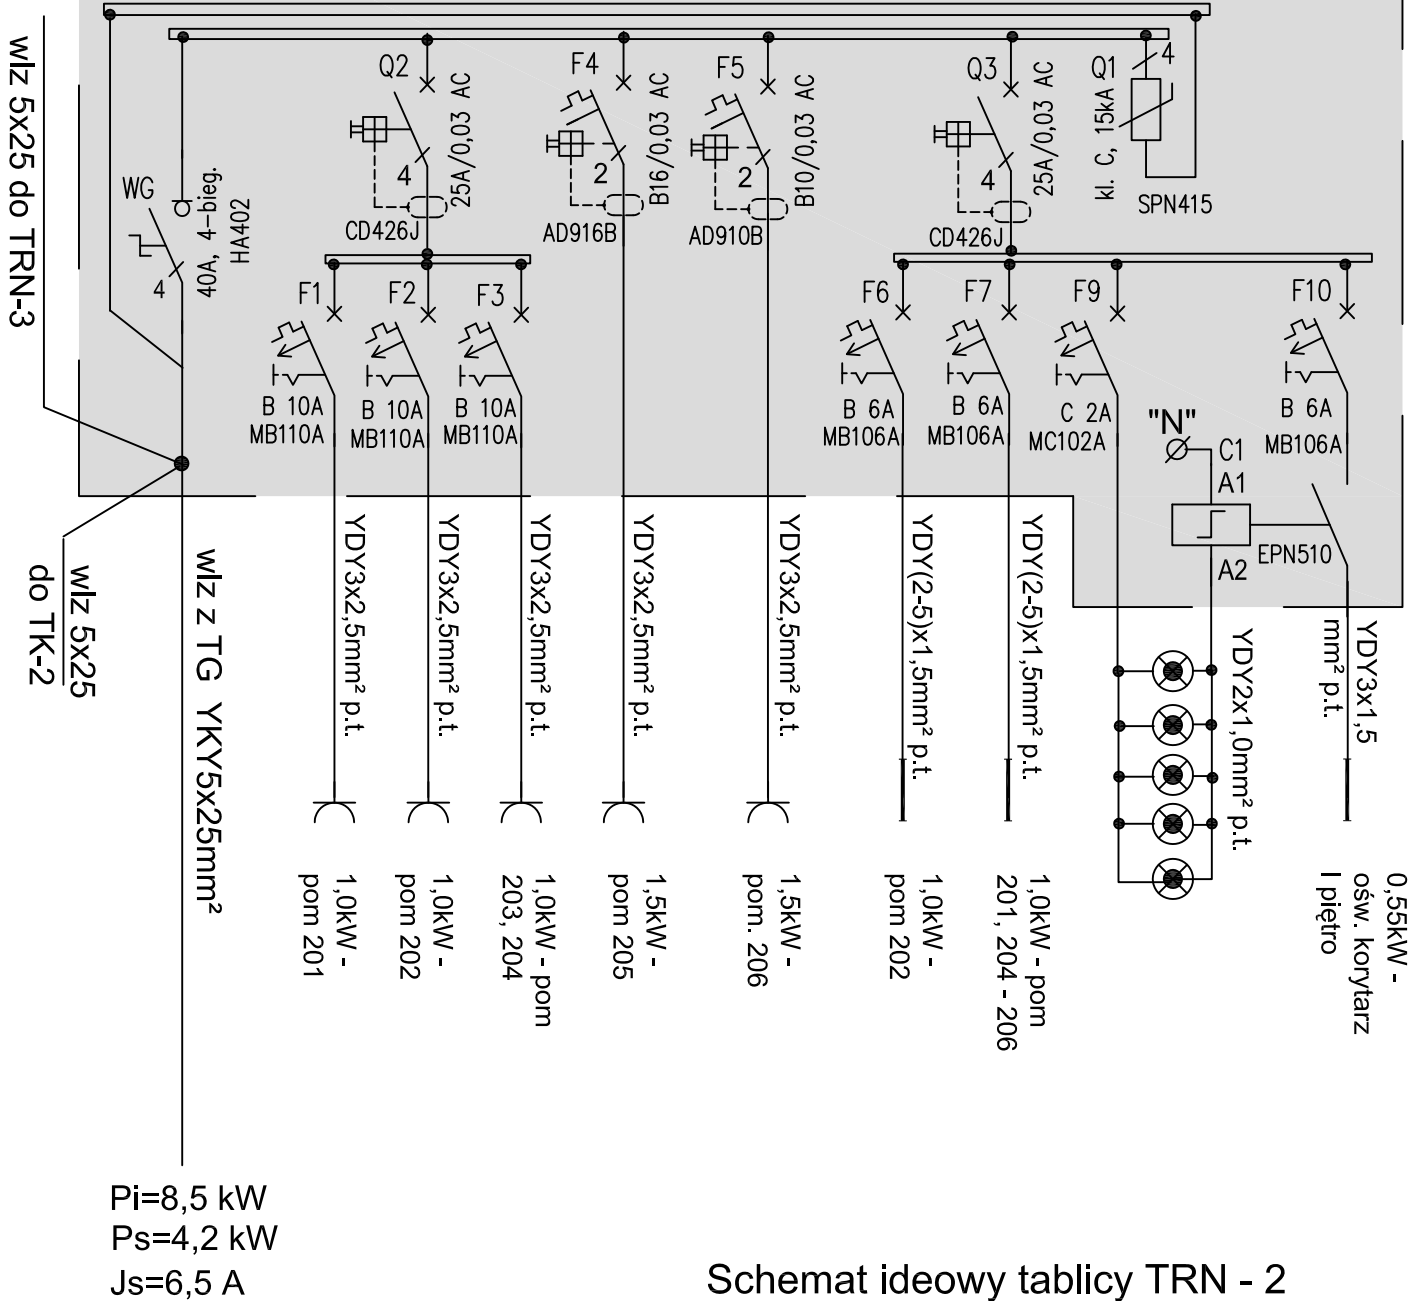 wlz 5x25 do TRN-3
WG
4
40A, 4-bieg.
HA402
Q2
4
25A/0,03 AC
CD426J
F4
2
B16/0,03 AC
AD916B
F5
2
B10/0,03 AC
AD910B
Q3
4
25A/0,03 AC
CD426J
Q1
4
kl. C, 15kA
SPN415
F1
B 10A
MB110A
F2
B 10A
MB110A
F3
B 10A
MB110A
F6
B 6A
MB106A
F7
B 6A
MB106A
F9
C 2A
MC102A
F10
B 6A
MB106A
"N"
C1
A1
A2
EPN510
wlz 5x25
do TK-2
wlz z TG YKY5x25mm²
YDY3x2,5mm² p.t.
YDY3x2,5mm² p.t.
YDY3x2,5mm² p.t.
YDY3x2,5mm² p.t.
YDY3x2,5mm² p.t.
YDY(2-5)x1,5mm² p.t.
YDY(2-5)x1,5mm² p.t.
YDY2x1,0mm² p.t.
YDY3x1,5
mm² p.t.
1,0kW -
pom 201
1,0kW -
pom 202
1,0kW - pom
203, 204
1,5kW -
pom 205
1,5kW -
pom. 206
1,0kW -
pom 202
1,0kW - pom
201, 204 - 206
0,55kW -
ośw. korytarz
I piętro
Pi=8,5 kW
Ps=4,2 kW
Js=6,5 A
Schemat ideowy tablicy TRN - 2